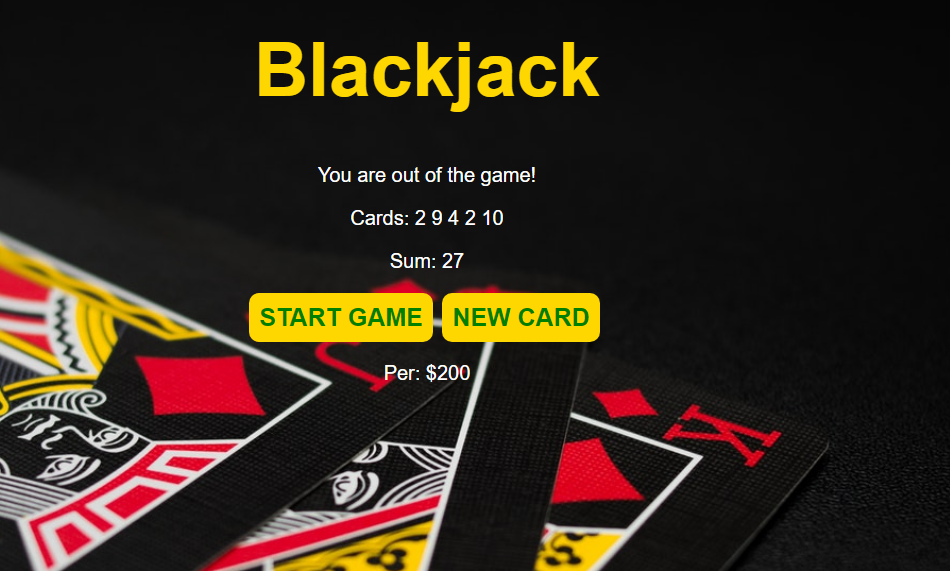 Blackjack
You are out of the game!
Cards: 2 9 4 2 10
Sum: 27
START GAME NEW CARD
Per: $200
J
K